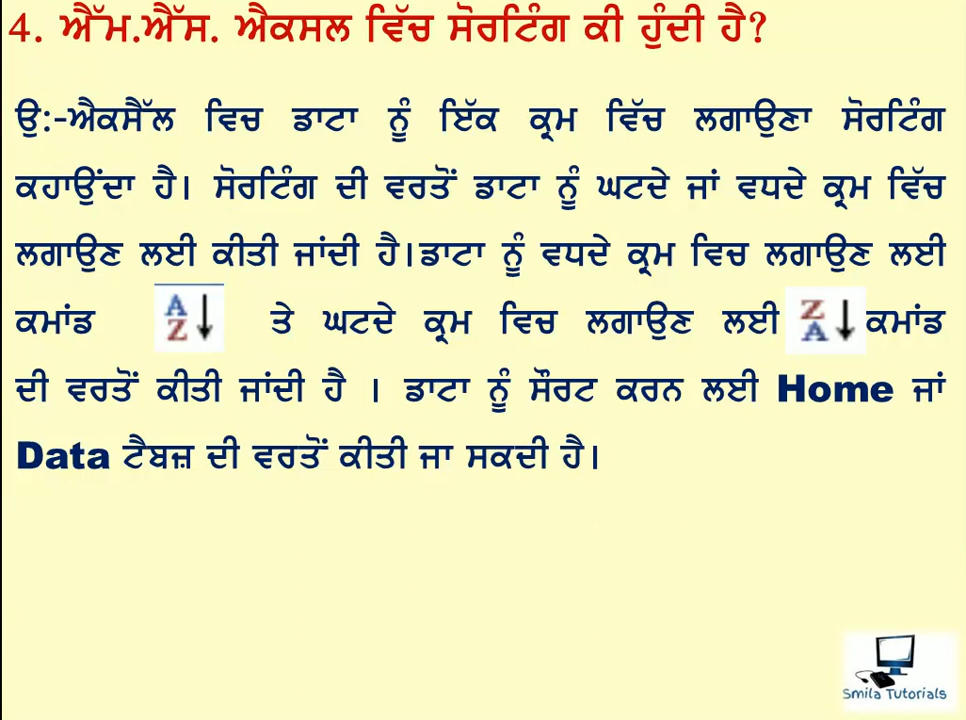 4. ਐੱਮ.ਐੱਸ. ਐਕਸਲ ਵਿੱਚ ਸੋਰਟਿੰਗ ਕੀ ਹੁੰਦੀ ਹੈ?
ਉ:-ਐਕਸੈੱਲ ਵਿਚ ਡਾਟਾ ਨੂੰ ਇੱਕ ਕ੍ਰਮ ਵਿੱਚ ਲਗਾਉਣਾ ਸੋਰਟਿੰਗ
ਕਹਾਉਂਦਾ ਹੈ। ਸੋਰਟਿੰਗ ਦੀ ਵਰਤੋਂ ਡਾਟਾ ਨੂੰ ਘਟਦੇ ਜਾਂ ਵਧਦੇ ਕ੍ਰਮ ਵਿੱਚ
ਲਗਾਉਣ ਲਈ ਕੀਤੀ ਜਾਂਦੀ ਹੈ।ਡਾਟਾ ਨੂੰ ਵਧਦੇ ਕ੍ਰਮ ਵਿਚ ਲਗਾਉਣ ਲਈ
ਕਮਾਂਡ A Z ਤੇ ਘਟਦੇ ਕ੍ਰਮ ਵਿਚ ਲਗਾਉਣ ਲਈ Z A ਕਮਾਂਡ
ਦੀ ਵਰਤੋਂ ਕੀਤੀ ਜਾਂਦੀ ਹੈ । ਡਾਟਾ ਨੂੰ ਸੌਰਟ ਕਰਨ ਲਈ Home ਜਾਂ
Data ਟੈਬਜ਼ ਦੀ ਵਰਤੋਂ ਕੀਤੀ ਜਾ ਸਕਦੀ ਹੈ।
Smila Tutorials